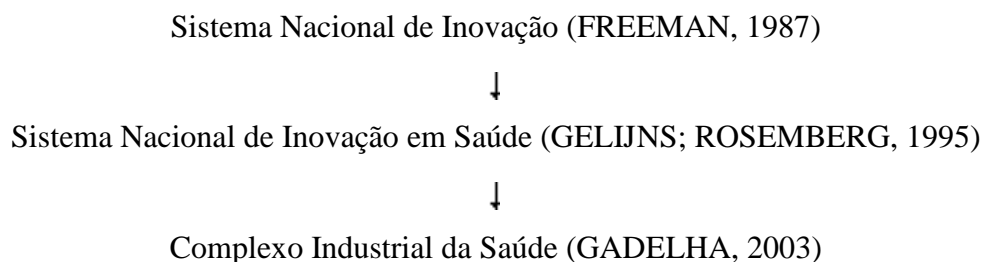 Sistema Nacional de Inovação (FREEMAN, 1987)
Sistema Nacional de Inovação em Saúde (GELIJNS; ROSEMBERG, 1995)
Complexo Industrial da Saúde (GADELHA, 2003)